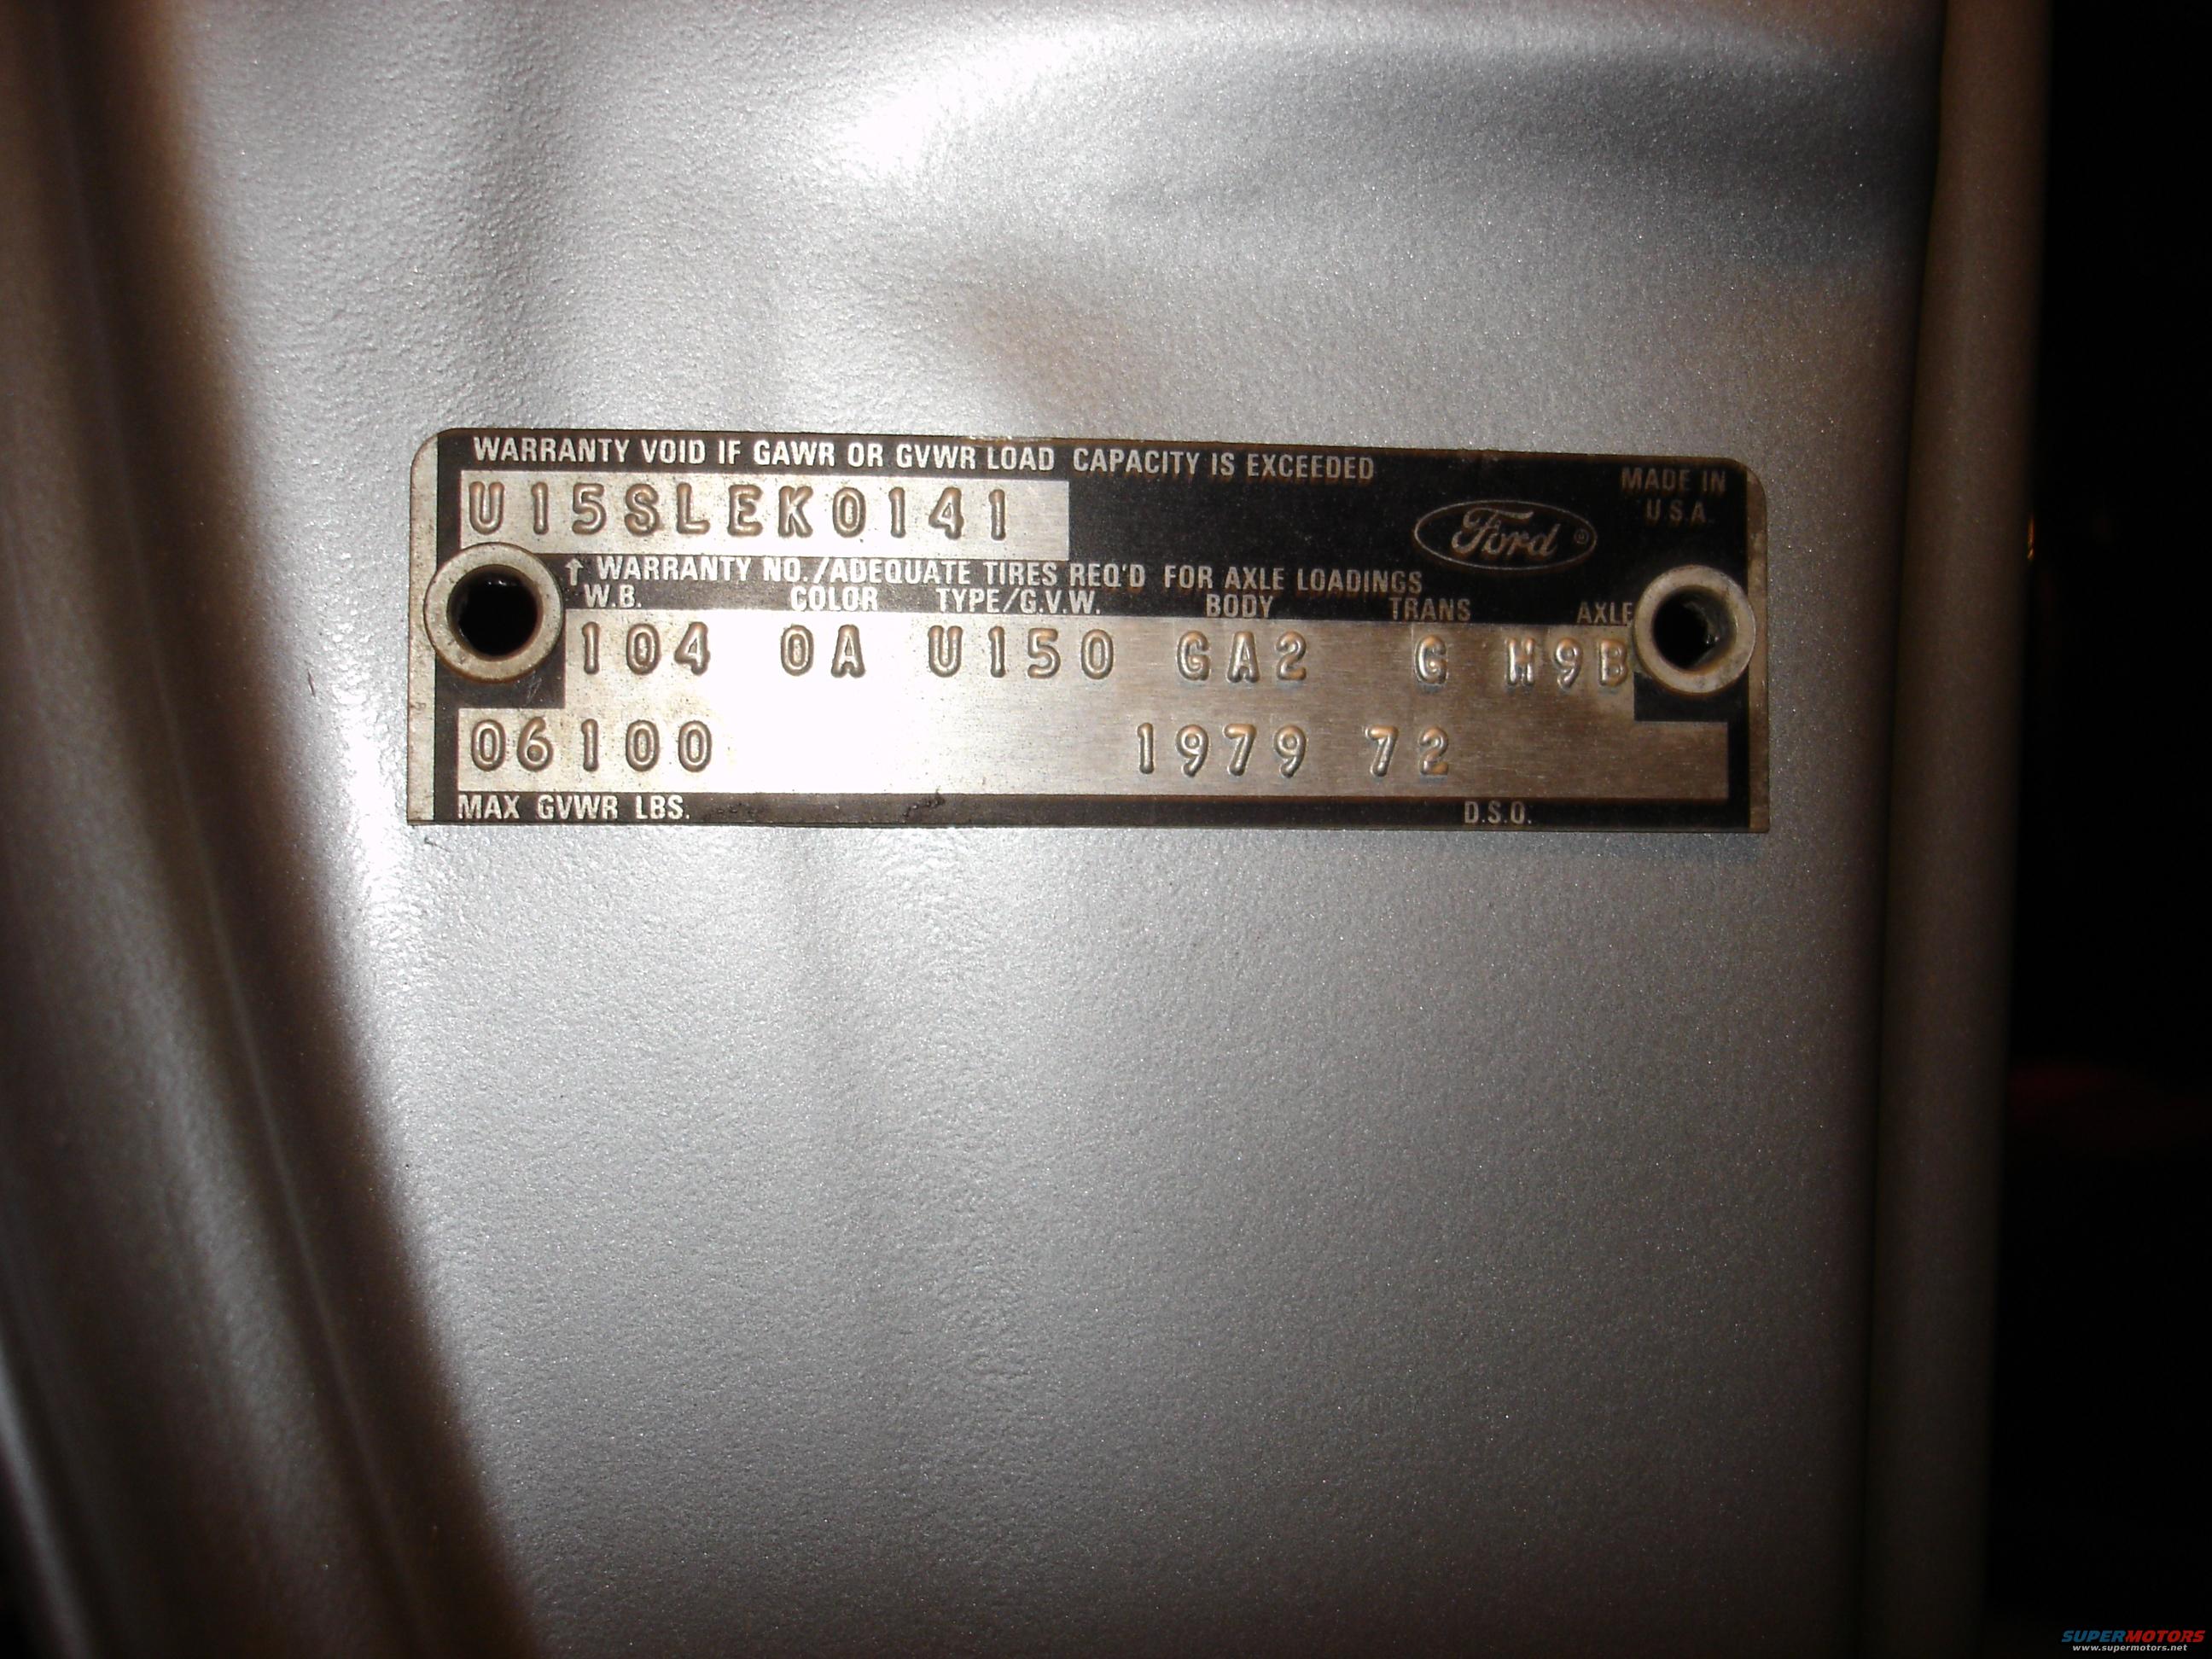 WARRANTY VOID IF GAWR OR GVWR LOAD CAPACITY IS EXCEEDED
MADE IN
U.S.A.
U15SLEK0141
Ford ®
↑ WARRANTY NO./ADEQUATE TIRES REQ'D FOR AXLE LOADINGS
W.B. COLOR TYPE/G.V.W. BODY TRANS AXLE
104 0A U150 GA2 G H9B
06100 1979 72
MAX GVWR LBS. D.S.O.
SUPERMOTORS
www.supermotors.net